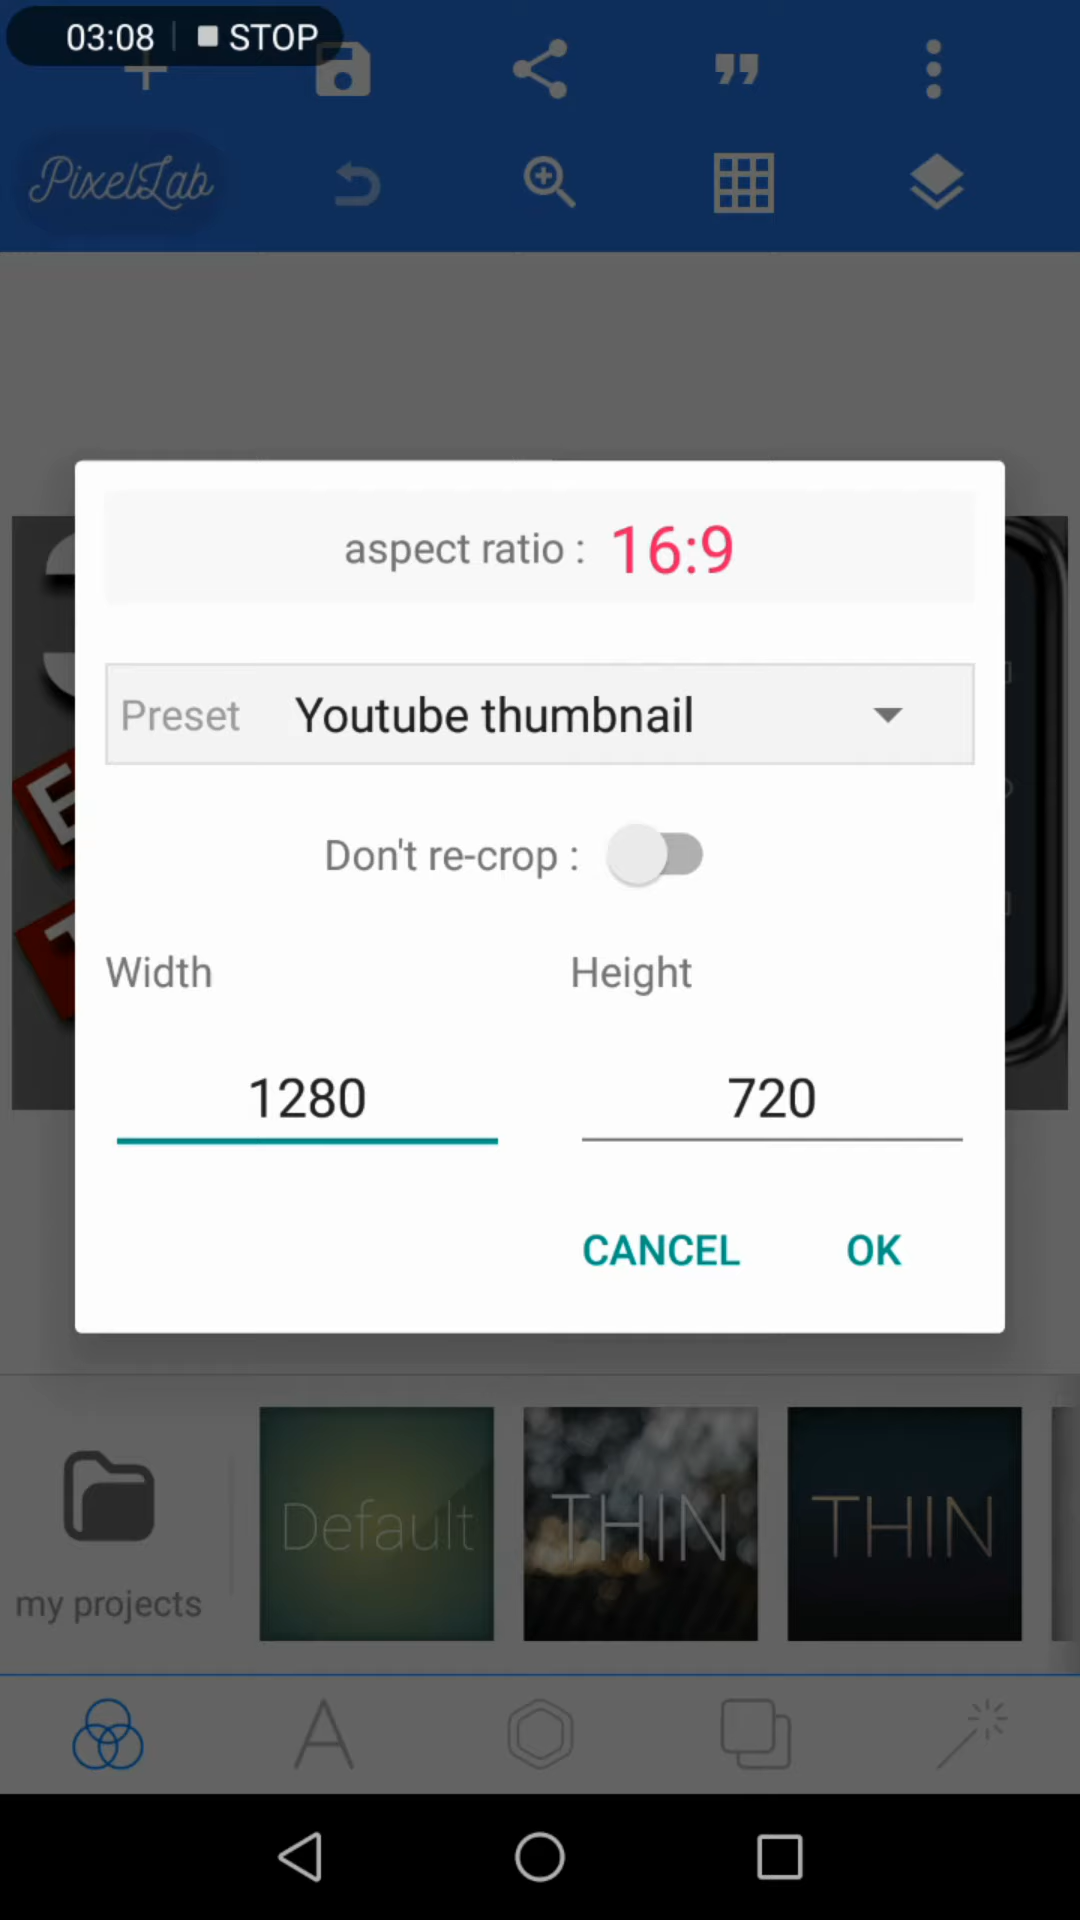 03:08 STOP
PixelLab
aspect ratio : 16:9
Preset Youtube thumbnail
E
Don't re-crop :
T
Width Height
1280 720
CANCEL OK
Default THIN THIN
my projects
A